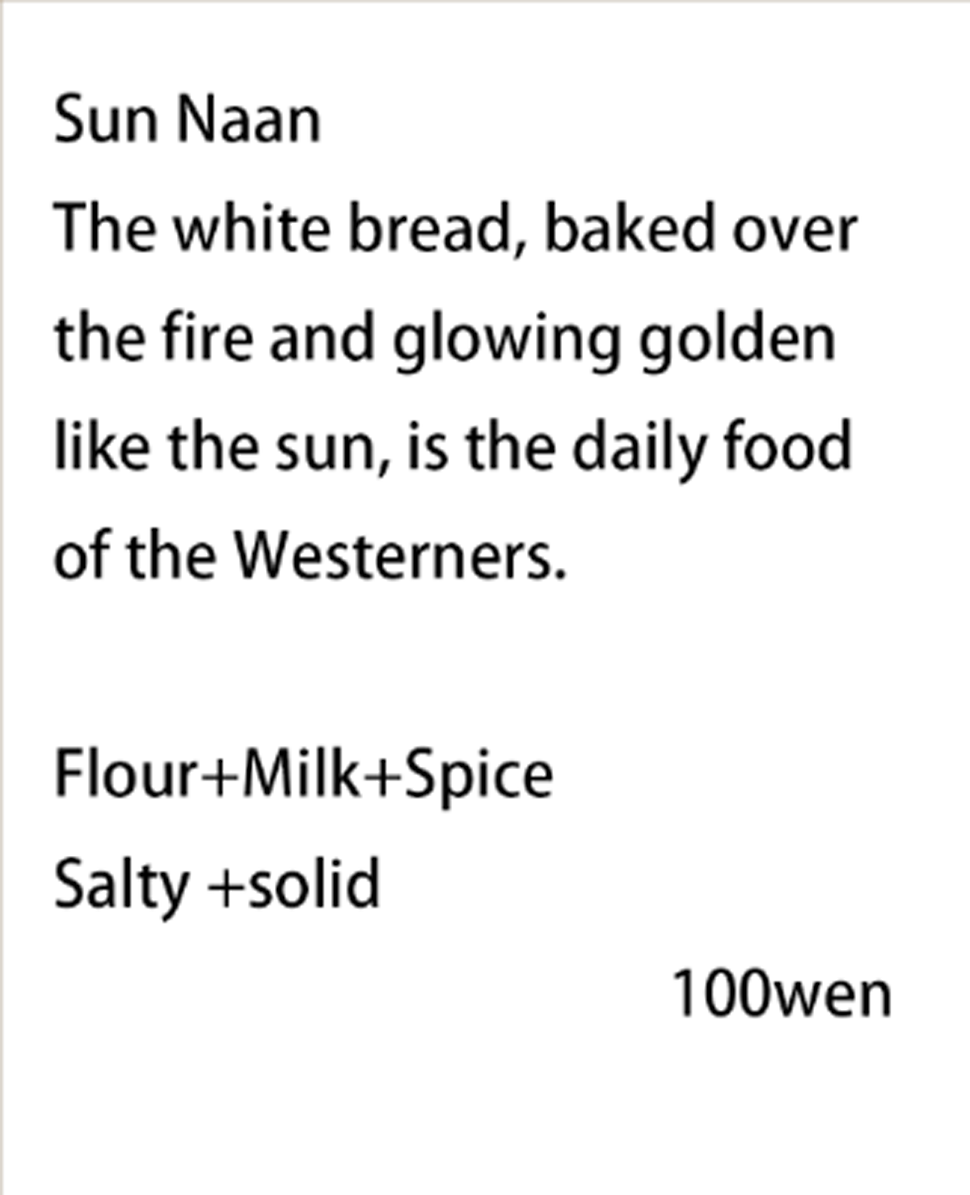 Sun Naan
The white bread, baked over
the fire and glowing golden
like the sun, is the daily food
of the Westerners.
Flour+Milk+Spice
Salty +solid
100wen